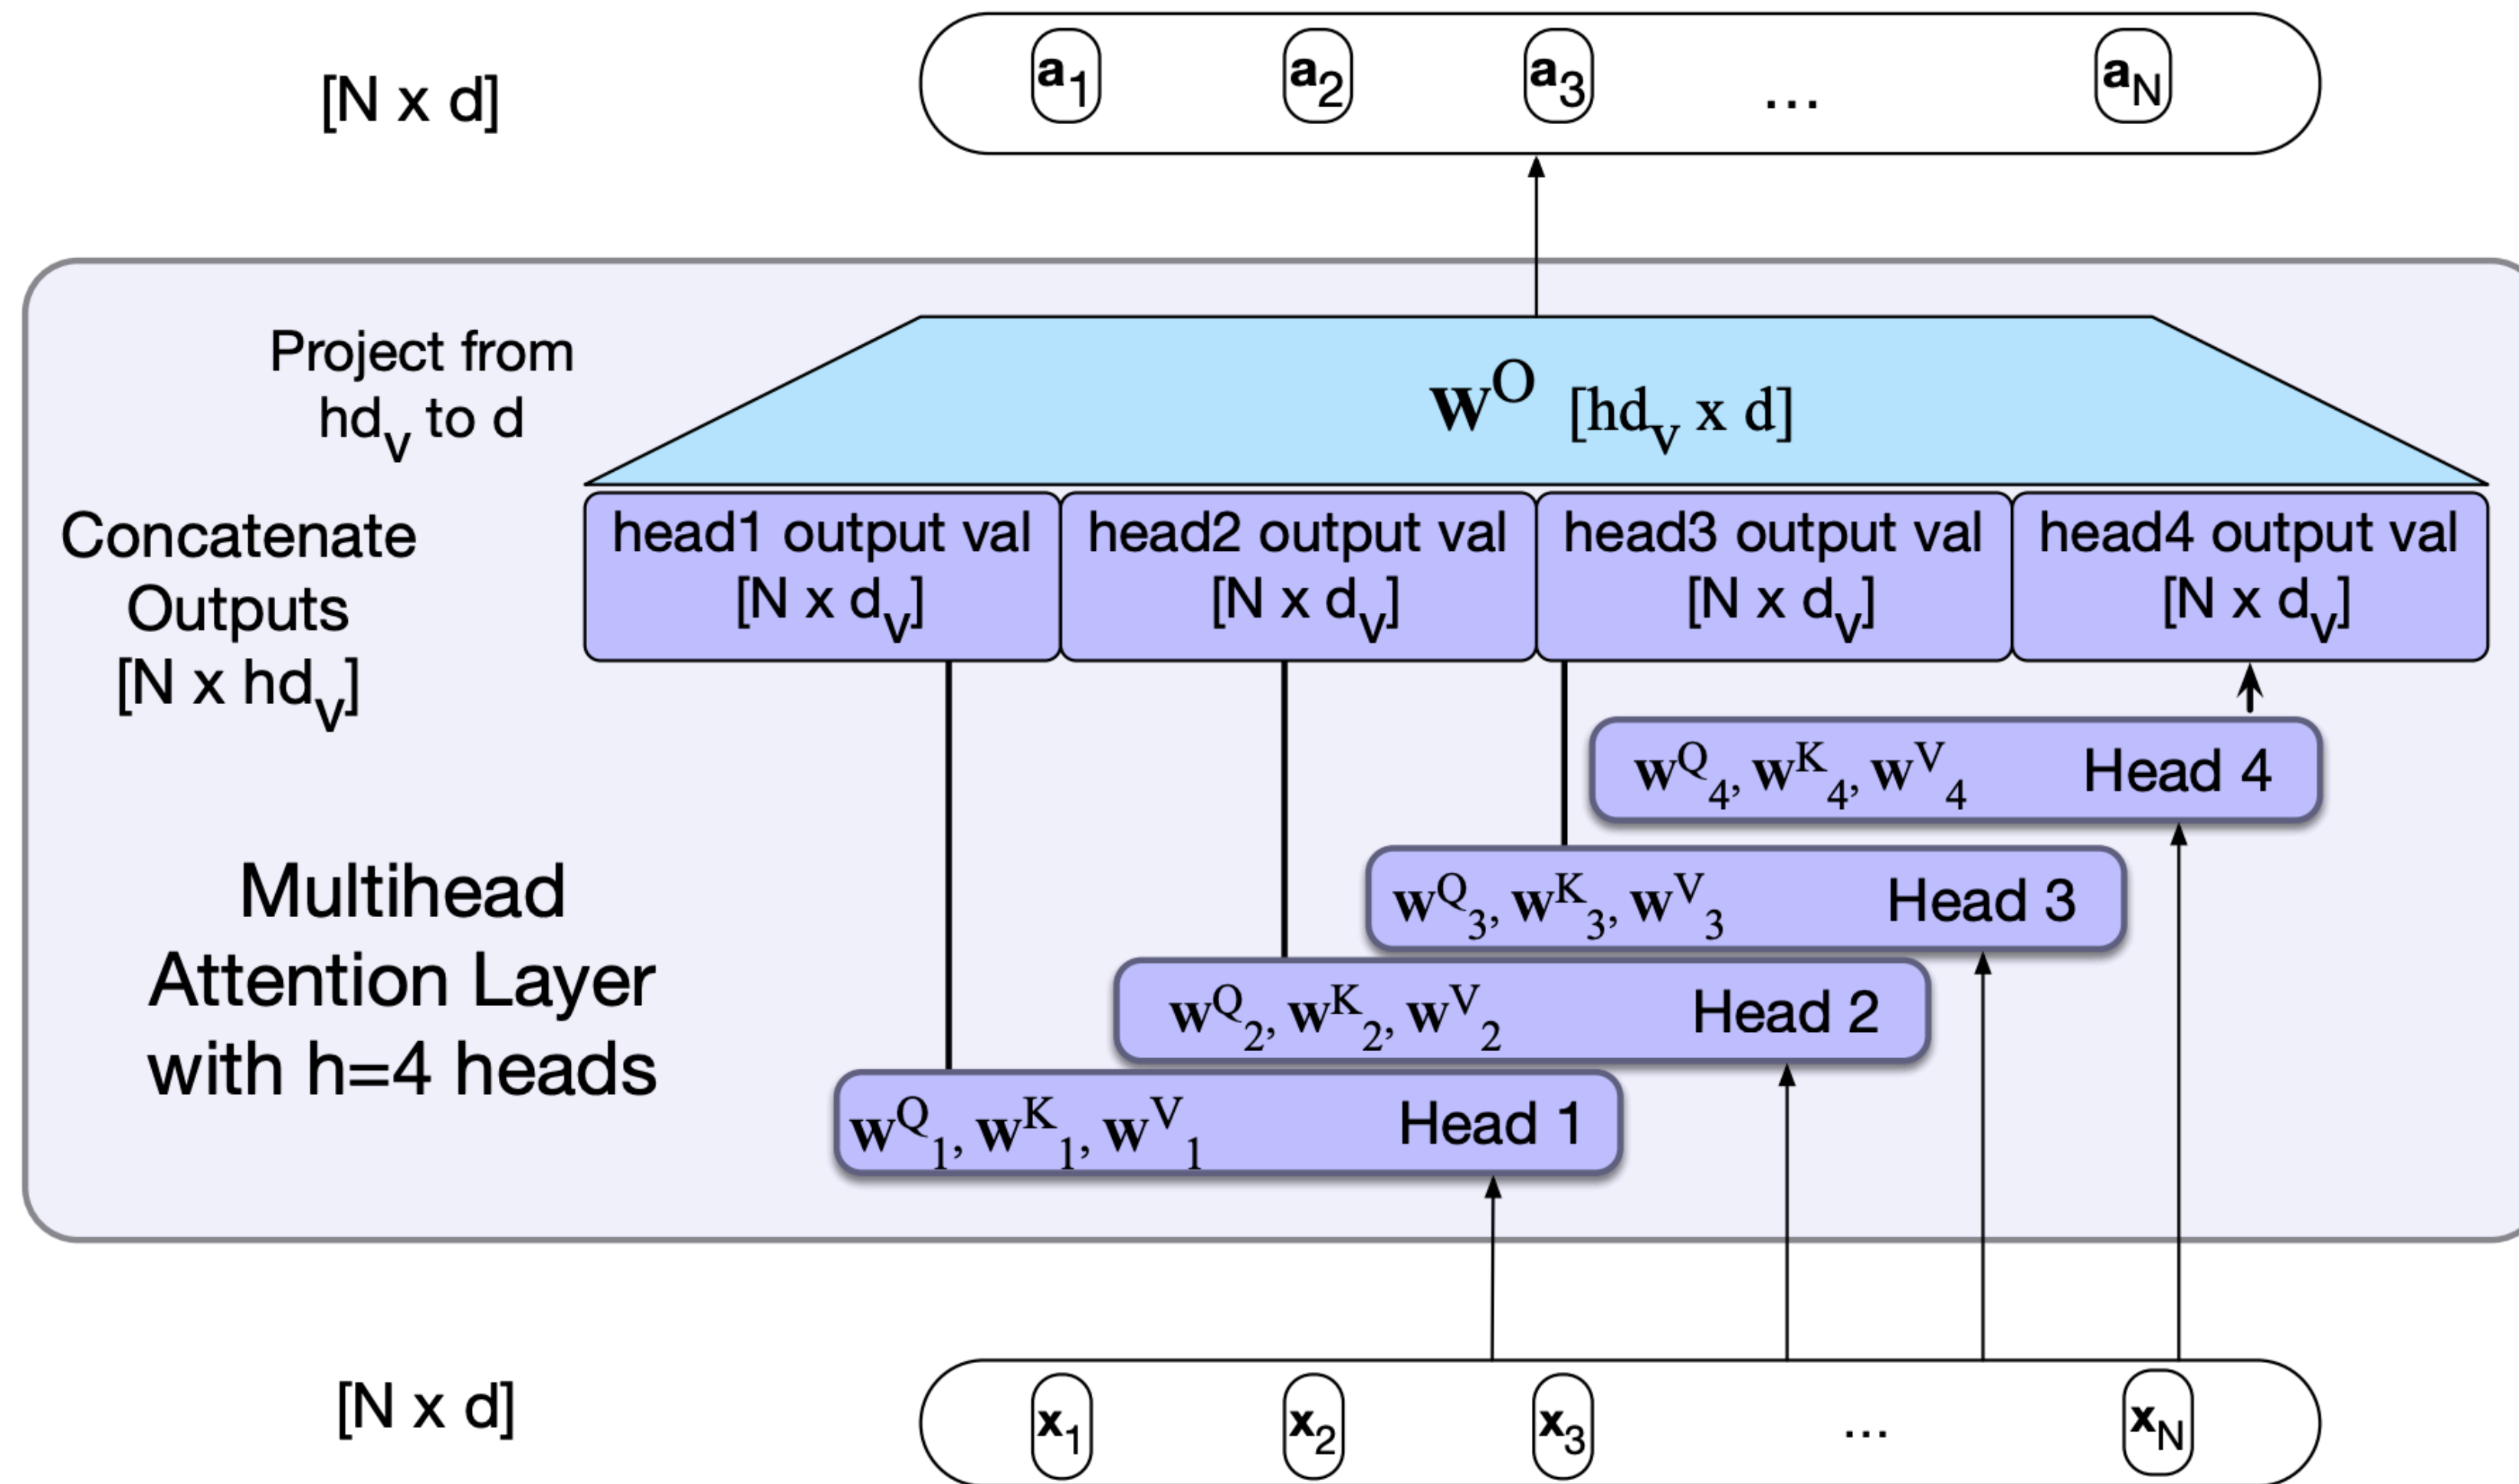 [N x d]
a1 a2 a3 ... aN
Project from
hdv to d
wO [hdv x d]
Concatenate
Outputs
[N x hdv]
head1 output val
[N x dv]
head2 output val
[N x dv]
head3 output val
[N x dv]
head4 output val
[N x dv]
wQ4, wK4, wV4 Head 4
wQ3, wK3, wV3 Head 3
wQ2, wK2, wV2 Head 2
wQ1, wK1, wV1 Head 1
Multihead
Attention Layer
with h=4 heads
[N x d]
x1 x2 x3 ... xN